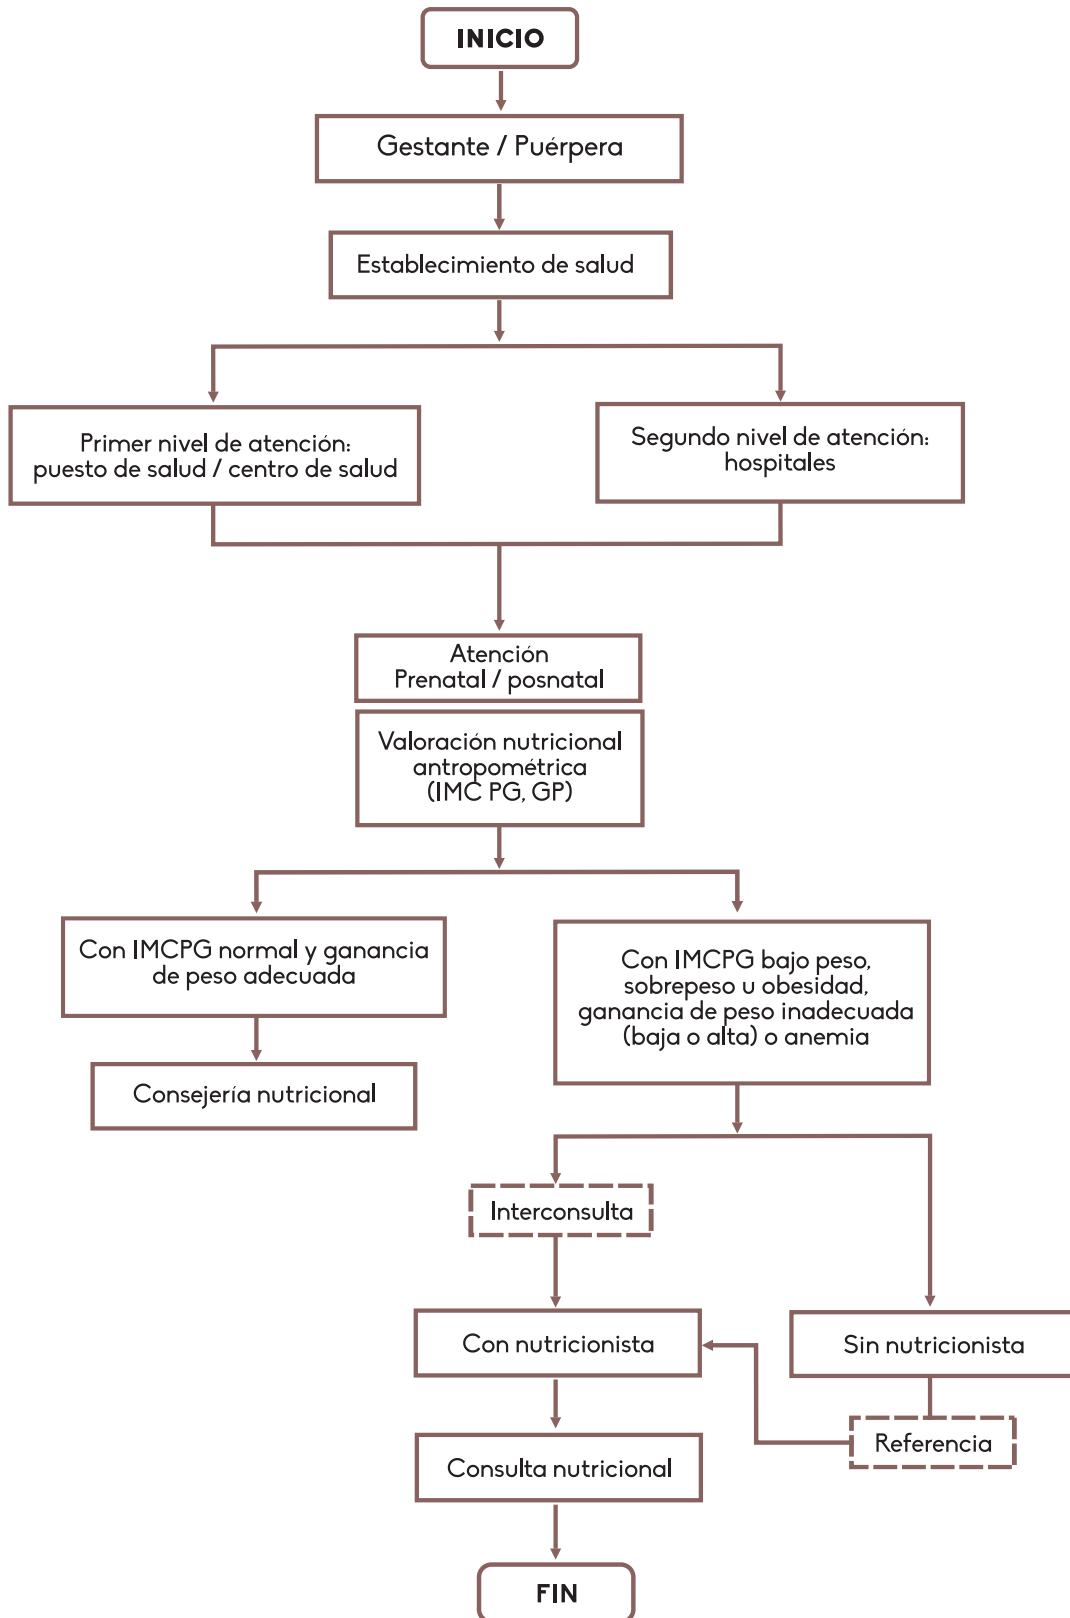 INICIO
Gestante / Puérpera
Establecimiento de salud
Primer nivel de atención:
puesto de salud / centro de salud
Segundo nivel de atención:
hospitales
Atención
Prenatal / posnatal
Valoración nutricional
antropométrica
(IMC PG, GP)
Con IMCPG normal y ganancia
de peso adecuada
Con IMCPG bajo peso,
sobrepeso u obesidad,
ganancia de peso inadecuada
(baja o alta) o anemia
Consejería nutricional
Interconsulta
Con nutricionista
Sin nutricionista
Referencia
Consulta nutricional
FIN